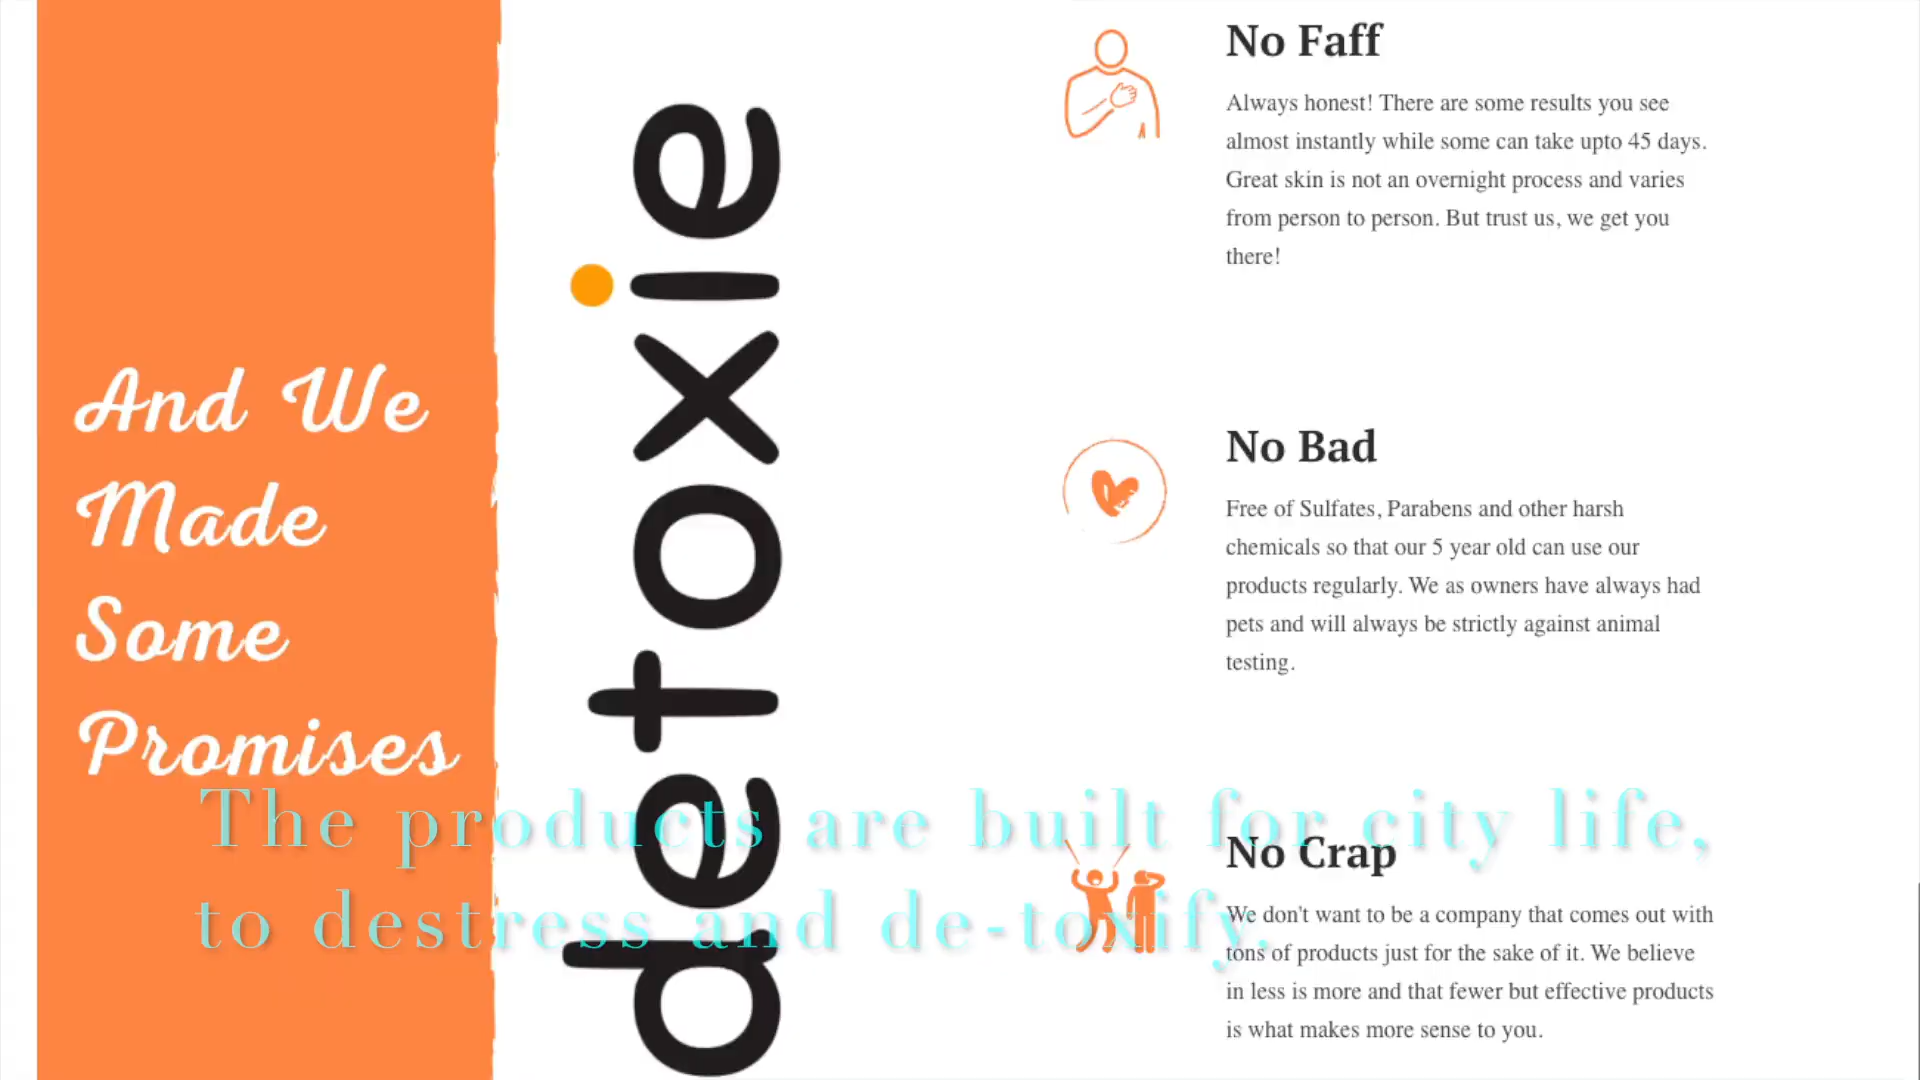 And We
Made
Some
Promises
detoxie
No Faff
Always honest! There are some results you see
almost instantly while some can take upto 45 days.
Great skin is not an overnight process and varies
from person to person. But trust us, we get you
there!
No Bad
Free of Sulfates, Parabens and other harsh
chemicals so that our 5 year old can use our
products regularly. We as owners have always had
pets and will always be strictly against animal
testing.
No Crap
We don't want to be a company that comes out with
tons of products just for the sake of it. We believe
in less is more and that fewer but effective products
is what makes more sense to you.
The products are built for city life,
to destress and de-toxify.